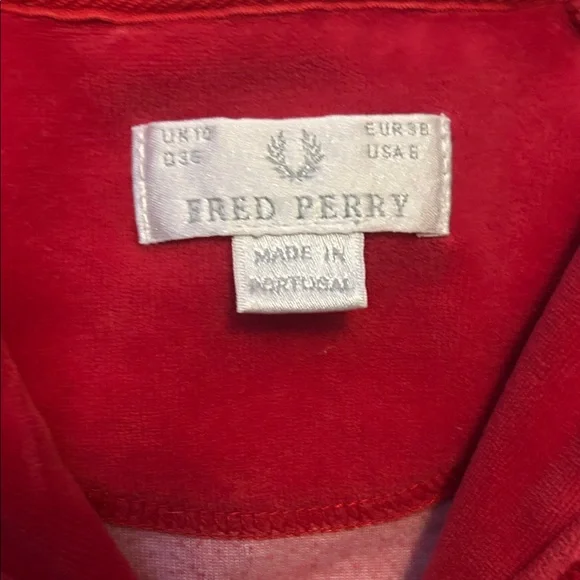 UK 12 EUR 38
USA 8
FRED PERRY
MADE IN
PORTUGAL